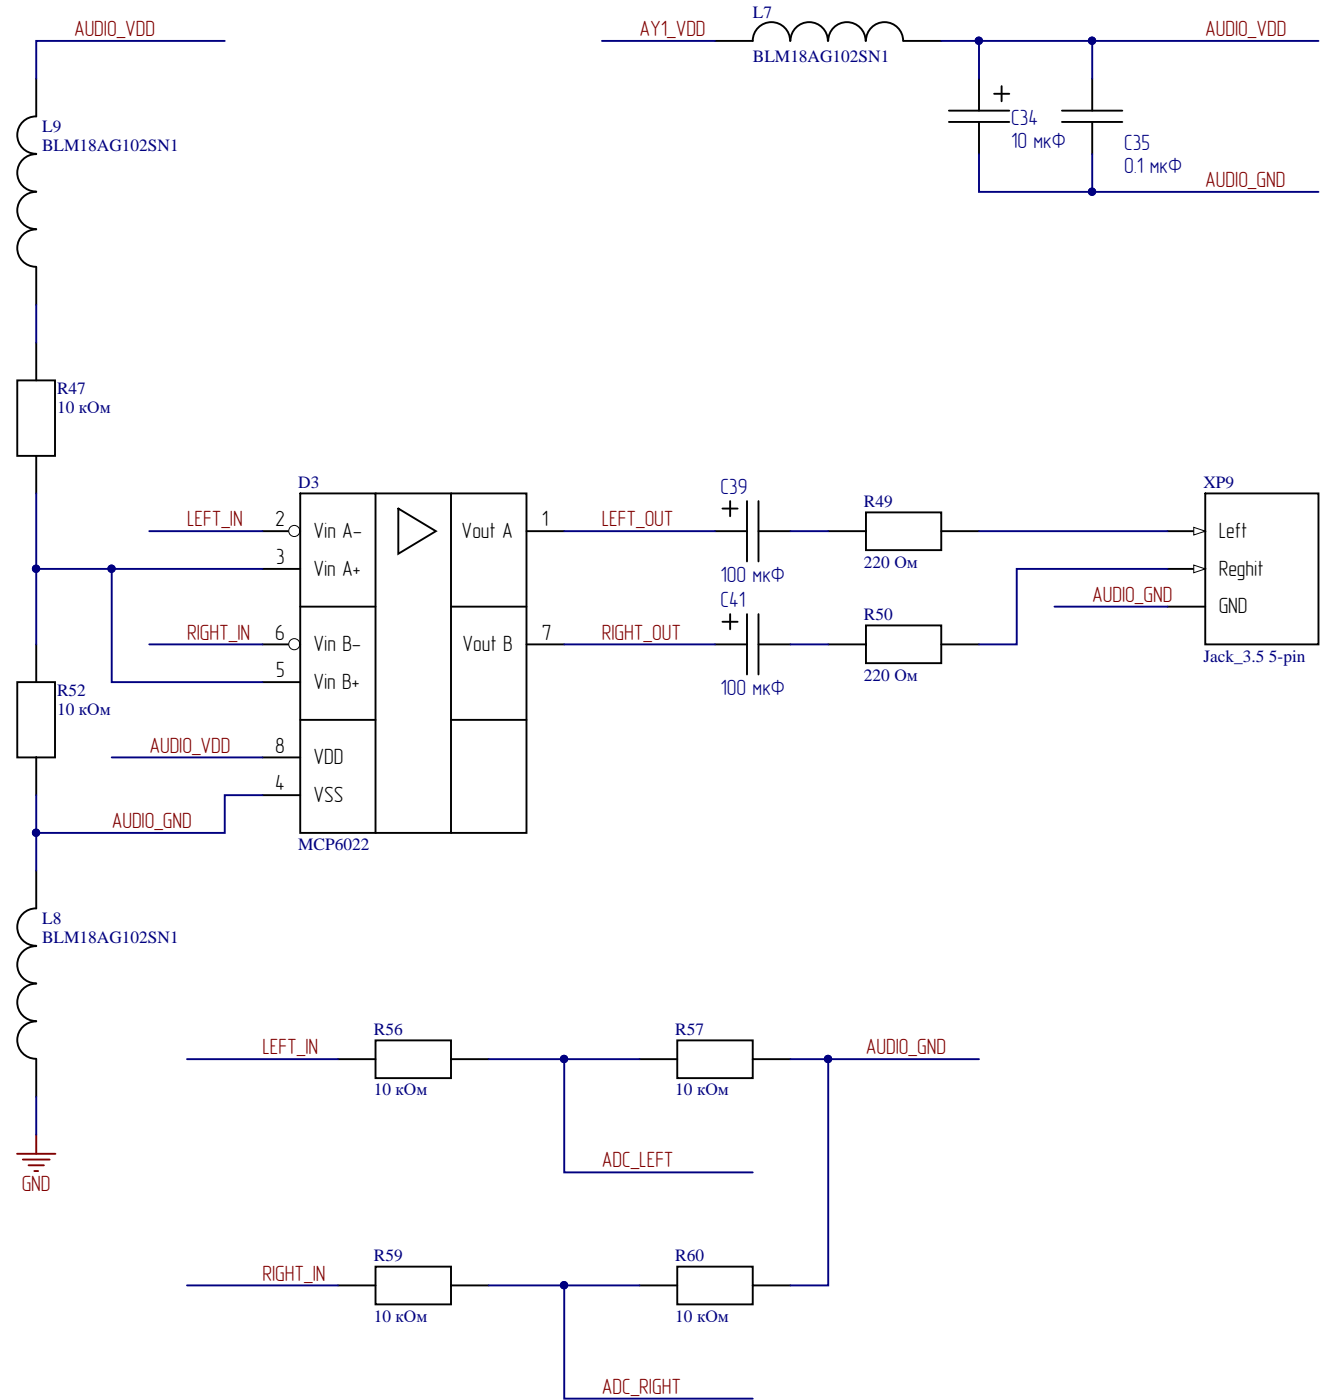 AUDIO_VDD
L9
BLM18AG102SN1
AY1_VDD
L7
BLM18AG102SN1
AUDIO_VDD
+
C34
10 мкФ
C35
0.1 мкФ
AUDIO_GND
R47
10 кОм
D3
LEFT_IN
2
Vin A-
3
Vin A+
RIGHT_IN
6
Vin B-
5
Vin B+
AUDIO_VDD
8
VDD
4
VSS
AUDIO_GND
MCP6022
Vout A
1
Vout B
7
LEFT_OUT
C39
+
100 мкФ
R49
220 Ом
RIGHT_OUT
C41
+
100 мкФ
R50
220 Ом
XP9
Left
Reghit
AUDIO_GND
GND
Jack_3.5 5-pin
R52
10 кОм
L8
BLM18AG102SN1
GND
LEFT_IN
R56
10 кОм
R57
10 кОм
AUDIO_GND
ADC_LEFT
RIGHT_IN
R59
10 кОм
R60
10 кОм
ADC_RIGHT